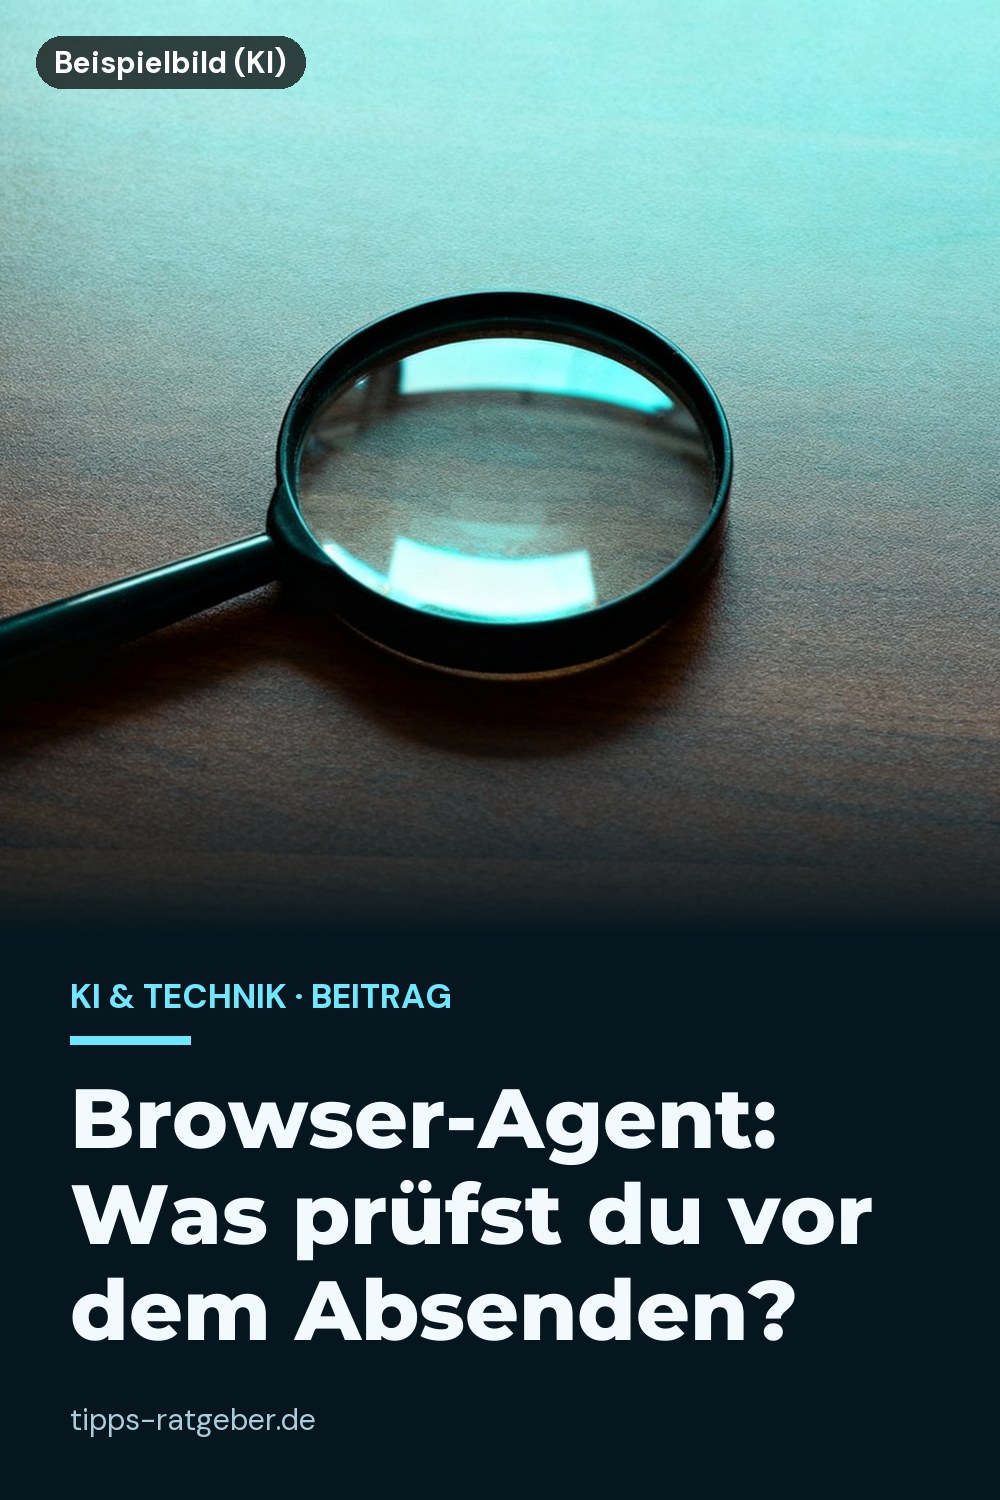 Beispielbild (KI)
KI & TECHNIK · BEITRAG
Browser-Agent:
Was prüfst du vor
dem Absenden?
tipps-ratgeber.de